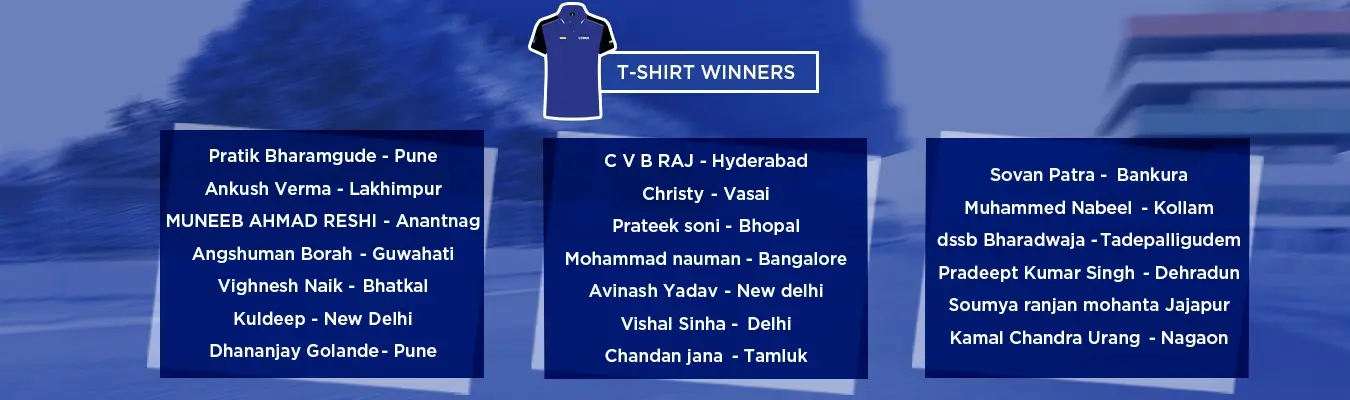 T-SHIRT WINNERS
Pratik Bharamgude - Pune
Ankush Verma - Lakhimpur
MUNEEB AHMAD RESHI - Anantnag
Angshuman Borah - Guwahati
Vighnesh Naik - Bhatkal
Kuldeep - New Delhi
Dhananjay Golande - Pune
C V B RAJ - Hyderabad
Christy - Vasai
Prateek soni - Bhopal
Mohammad nauman - Bangalore
Avinash Yadav - New delhi
Vishal Sinha - Delhi
Chandan jana - Tamluk
Sovan Patra - Bankura
Muhammed Nabeel - Kollam
dssb Bharadwaja - Tadepalligudem
Pradeept Kumar Singh - Dehradun
Soumya ranjan mohanta Jajapur
Kamal Chandra Urang - Nagaon